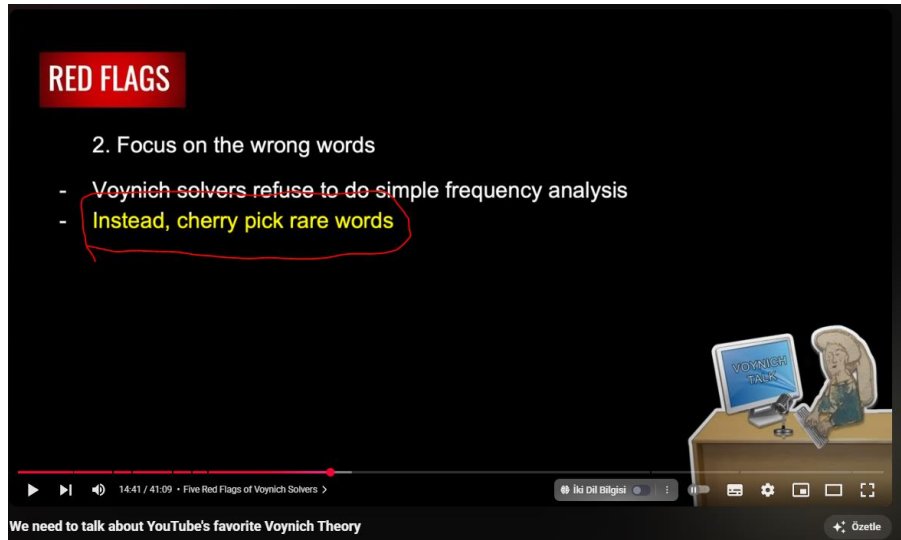 RED FLAGS
2. Focus on the wrong words
- Voynich solvers refuse to do simple frequency analysis
- Instead, cherry pick rare words
VOYNICH
TALK
14:41 / 41:09 • Five Red Flags of Voynich Solvers >
İki Dil Bilgisi
We need to talk about YouTube's favorite Voynich Theory
Özetle